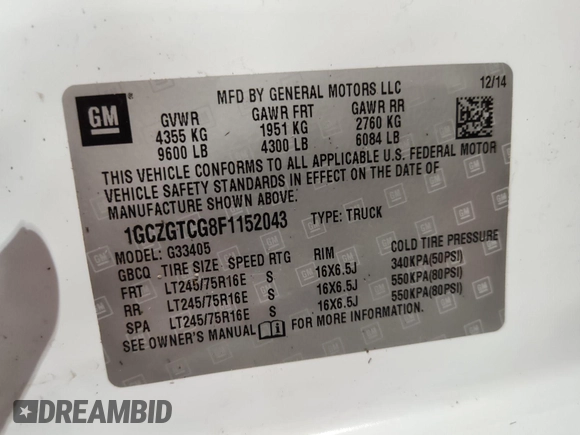 MFD BY GENERAL MOTORS LLC 12/14
GM ®
GVWR GAWR FRT GAWR RR
4355 KG 1951 KG 2760 KG
9600 LB 4300 LB 6084 LB
THIS VEHICLE CONFORMS TO ALL APPLICABLE U.S. FEDERAL MOTOR
VEHICLE SAFETY STANDARDS IN EFFECT ON THE DATE OF
MANUFACTURE SHOWN ABOVE.
1GCZGTCG8F1152043 TYPE: TRUCK
MODEL: G33405
GBCQ TIRE SIZE SPEED RTG RIM COLD TIRE PRESSURE
FRT LT245/75R16E S 16X6.5J 340KPA(50PSI)
RR LT245/75R16E S 16X6.5J 550KPA(80PSI)
SPA LT245/75R16E S 16X6.5J 550KPA(80PSI)
SEE OWNER'S MANUAL FOR MORE INFORMATION.
DREAMBID